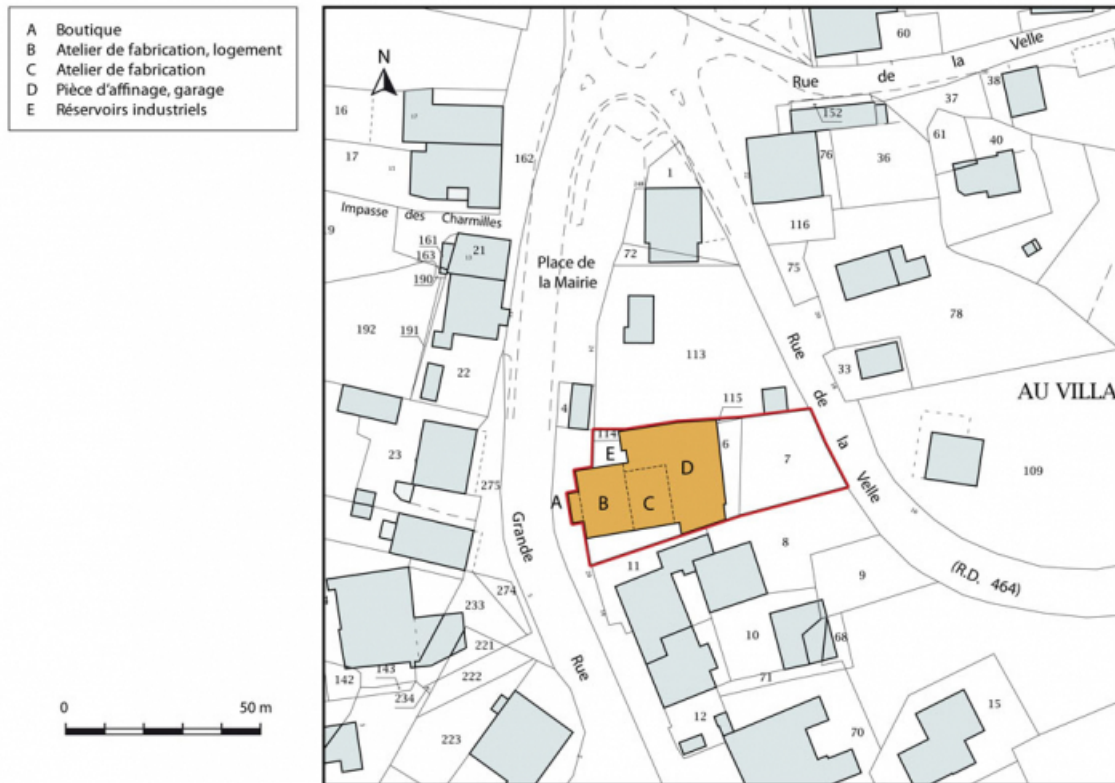 A Boutique
B Atelier de fabrication, logement
C Atelier de fabrication
D Pièce d'affinage, garage
E Réservoirs industriels
N
60
Rue de la Velle
38
37
16
152
162
61
40
76
36
17
1
148
Impasse des Charmilles
116
161
21
72
163
Place de
la Mairie
75
190
78
192
191
113
Rue de la Velle
33
22
4
115
AU VILLA
114
6
E
7
23
D
109
275
A
B
C
Grande Rue
8
11
(R.D. 464)
9
274
233
10
68
221
143
71
142
222
234
15
12
0
50 m
70
223